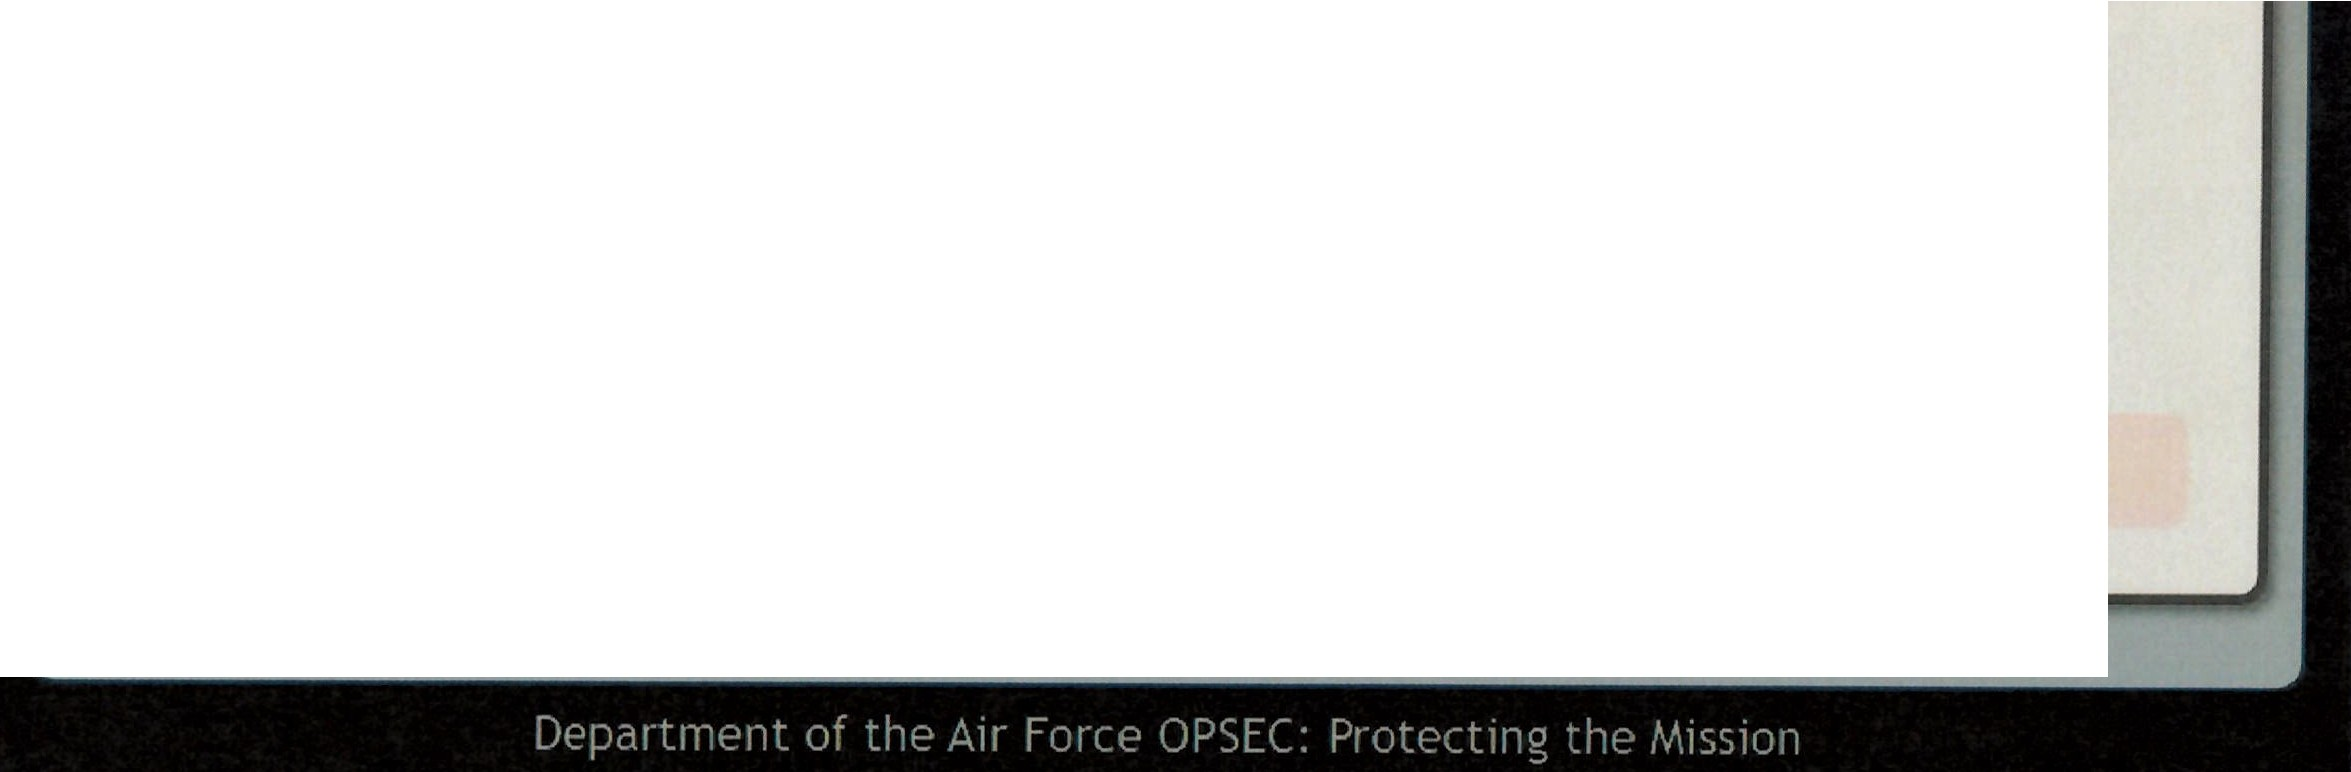 Department of the Air Force OPSEC: Protecting the Mission